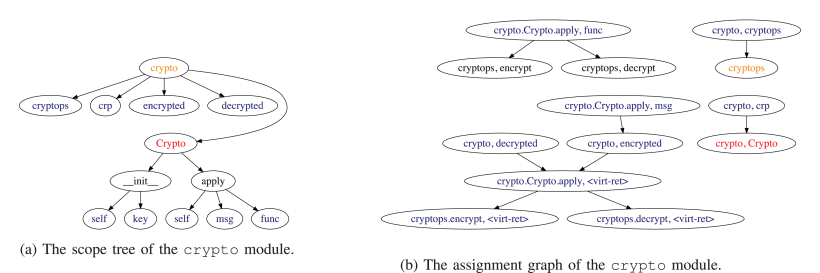 crypto
cryptops crp encrypted decrypted
Crypto
__init__ apply
self key self msg func
(a) The scope tree of the crypto module.
crypto.Crypto.apply, func crypto, cryptops
cryptops, encrypt cryptops, decrypt cryptops
crypto.Crypto.apply, msg crypto, crp
crypto, decrypted crypto, encrypted crypto, Crypto
crypto.Crypto.apply, <virt-ret>
cryptops.encrypt, <virt-ret> cryptops.decrypt, <virt-ret>
(b) The assignment graph of the crypto module.